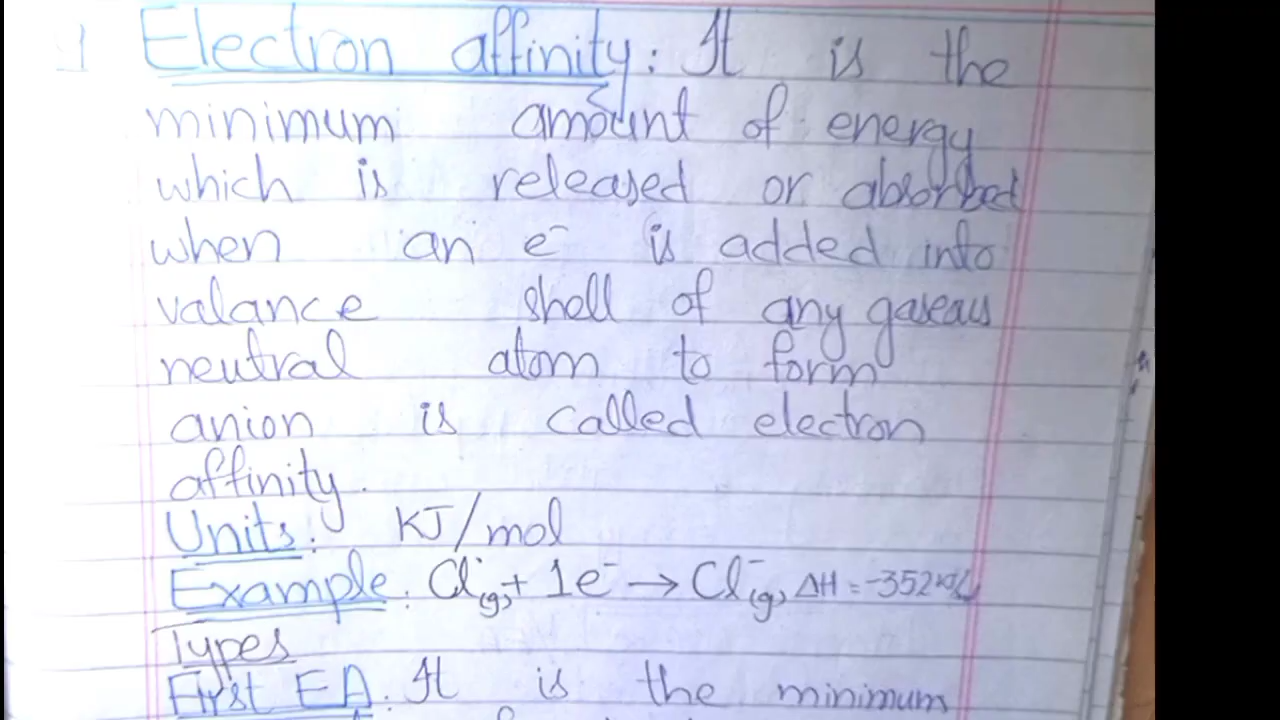 Electron affinity: It is the
minimum amount of energy
which is released or absorbed
when an e⁻ is added into
valance shell of any gaseous
neutral atom to form
anion is called electron
affinity.
Units: KJ/mol
Example: Cl(g) + 1e⁻ → Cl⁻(g), ΔH = -352
Types
First EA: It is the minimum